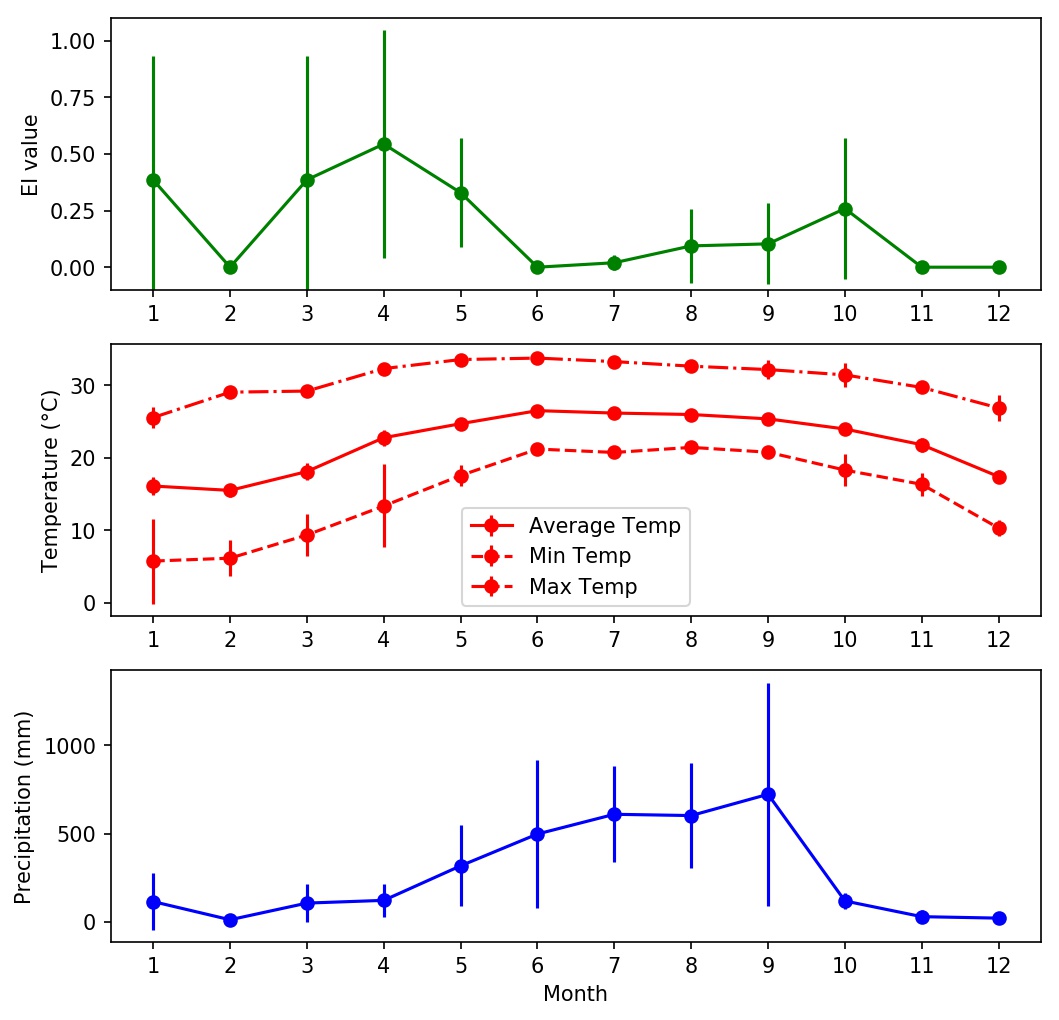 EI value
1.00
0.75
0.50
0.25
0.00
1 2 3 4 5 6 7 8 9 10 11 12
Temperature (°C)
30
20
10
0
Average Temp
Min Temp
Max Temp
1 2 3 4 5 6 7 8 9 10 11 12
Precipitation (mm)
1000
500
0
1 2 3 4 5 6 7 8 9 10 11 12
Month